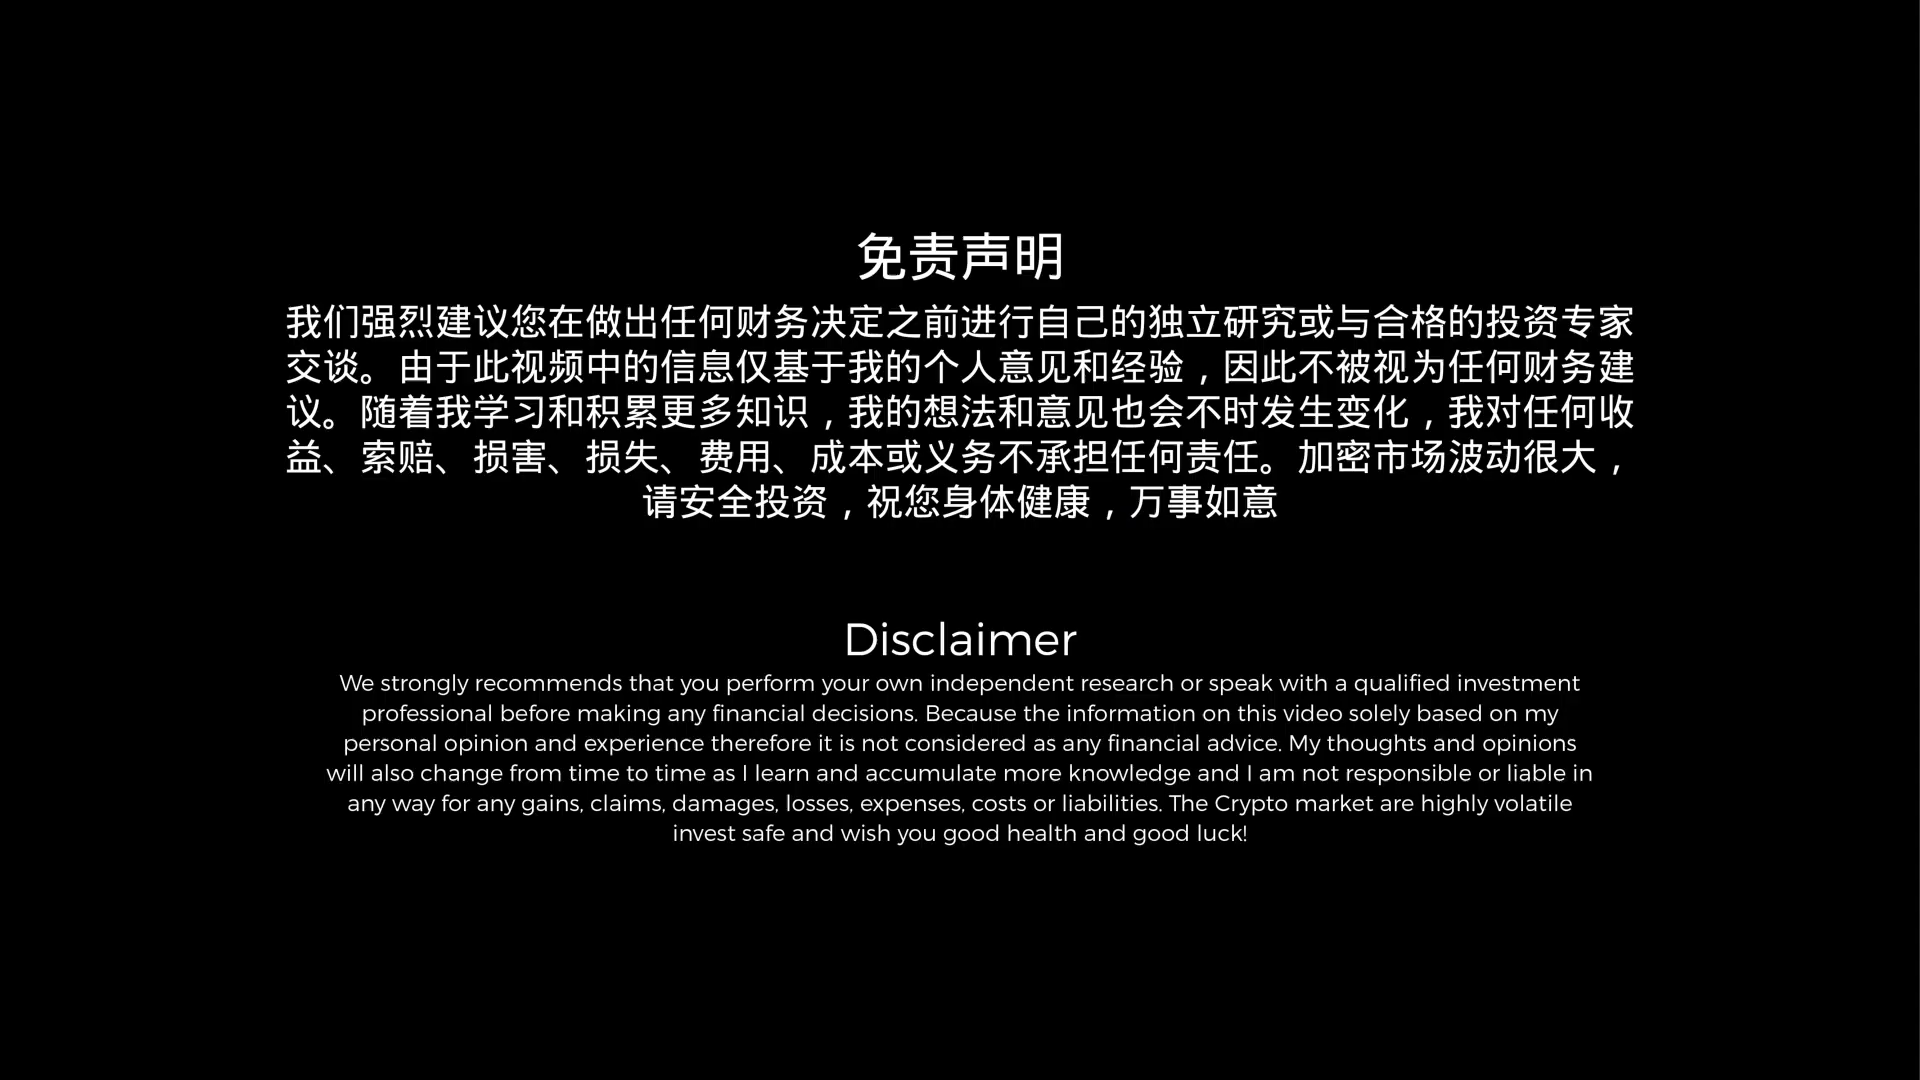 免责声明
我们强烈建议您在做出任何财务决定之前进行自己的独立研究或与合格的投资专家
交谈。由于此视频中的信息仅基于我的个人意见和经验，因此不被视为任何财务建
议。随着我学习和积累更多知识，我的想法和意见也会不时发生变化，我对任何收
益、索赔、损害、损失、费用、成本或义务不承担任何责任。加密市场波动很大，
请安全投资，祝您身体健康，万事如意
Disclaimer
We strongly recommends that you perform your own independent research or speak with a qualified investment
professional before making any financial decisions. Because the information on this video solely based on my
personal opinion and experience therefore it is not considered as any financial advice. My thoughts and opinions
will also change from time to time as I learn and accumulate more knowledge and I am not responsible or liable in
any way for any gains, claims, damages, losses, expenses, costs or liabilities. The Crypto market are highly volatile
invest safe and wish you good health and good luck!